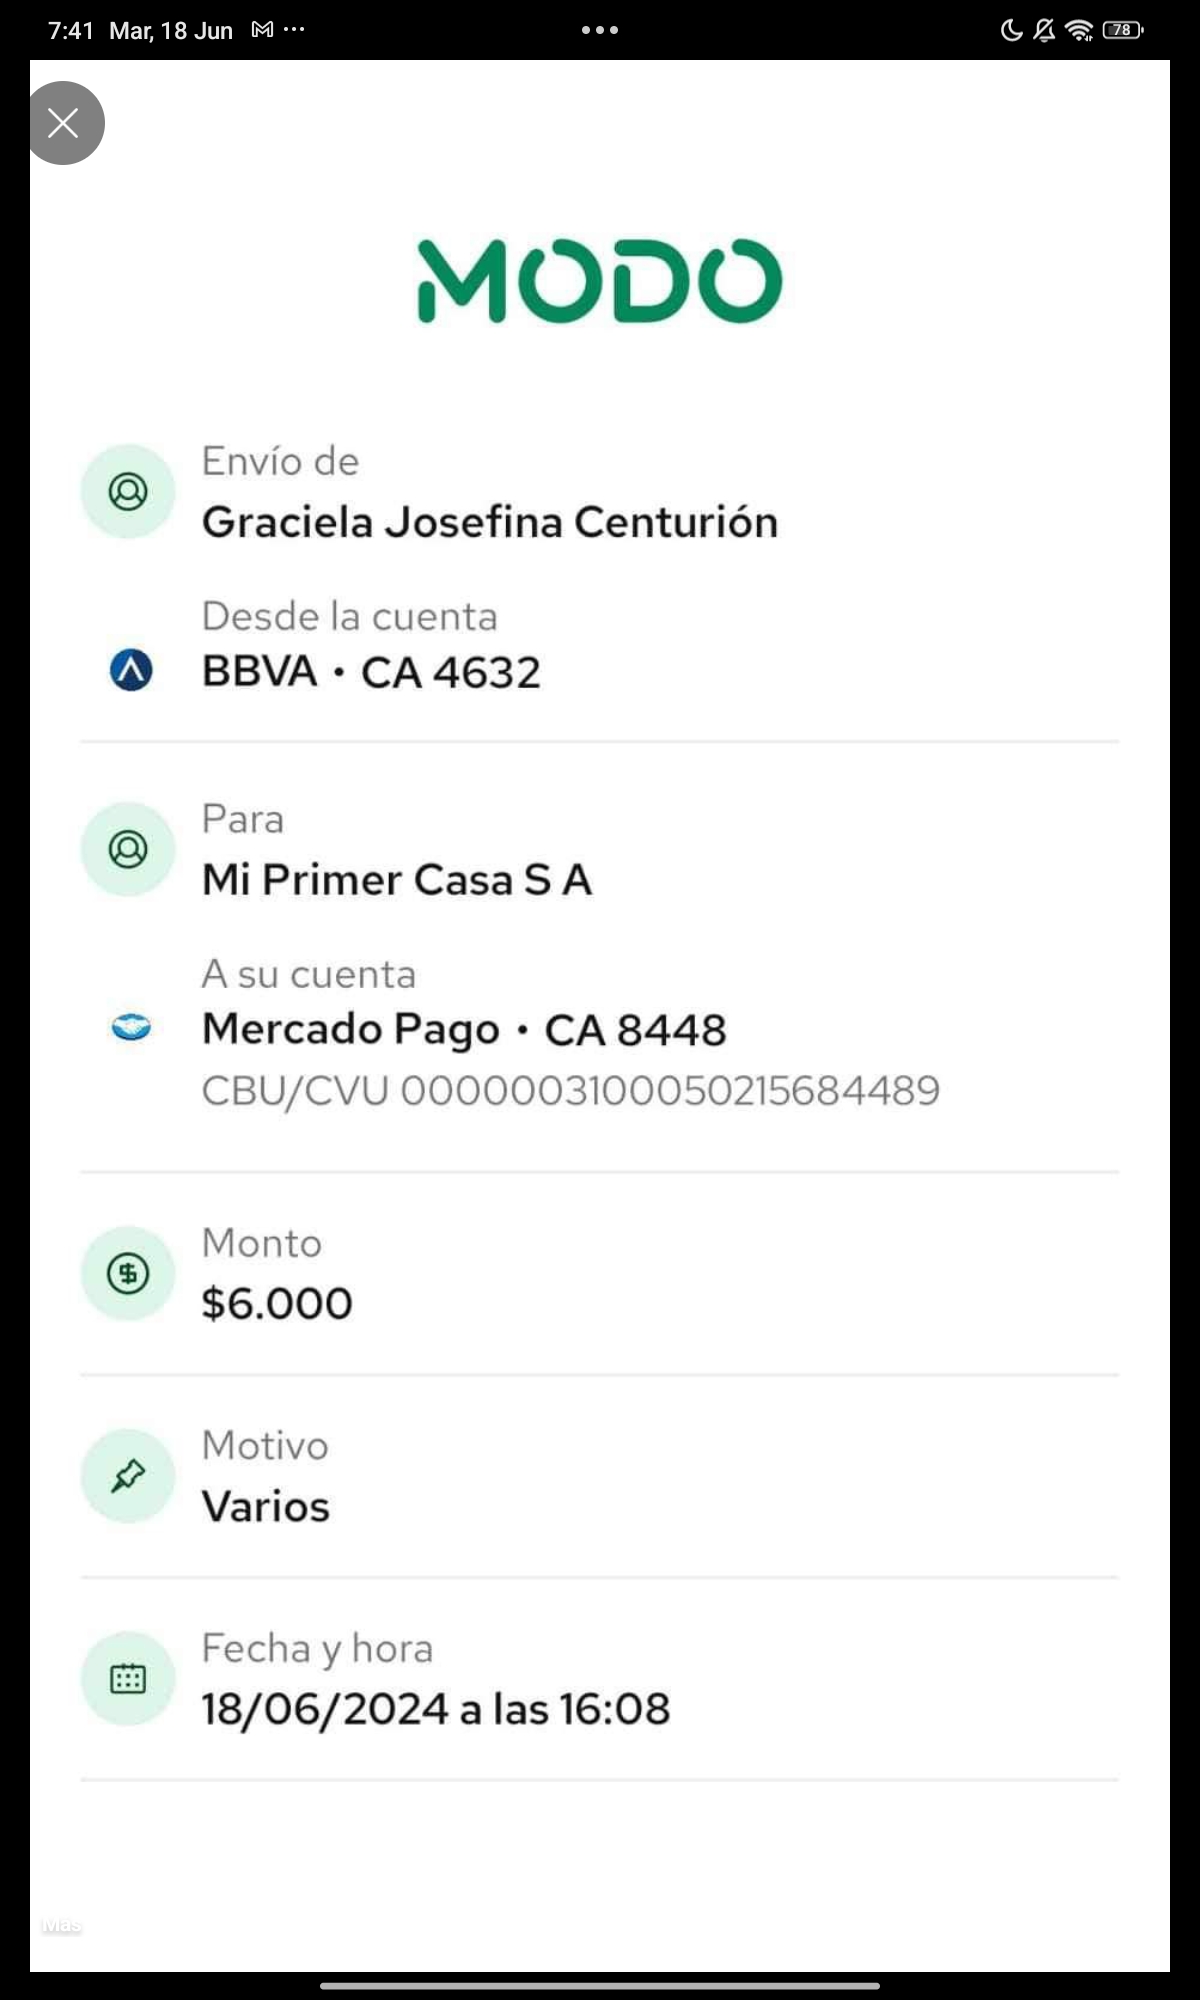 7:41 Mar, 18 Jun
78
MODO
Envío de
Graciela Josefina Centurión
Desde la cuenta
BBVA • CA 4632
Para
Mi Primer Casa S A
A su cuenta
Mercado Pago • CA 8448
CBU/CVU 0000003100050215684489
Monto
$6.000
Motivo
Varios
Fecha y hora
18/06/2024 a las 16:08
Más